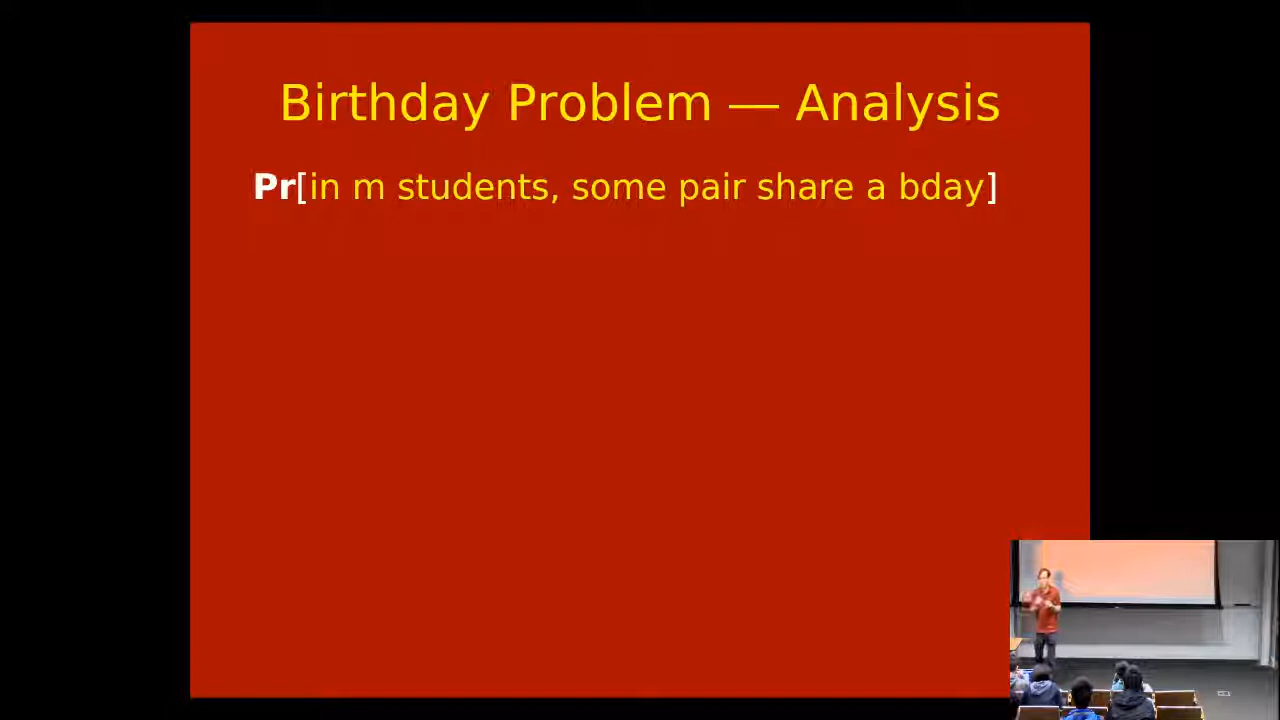 Birthday Problem — Analysis
Pr[in m students, some pair share a bday]